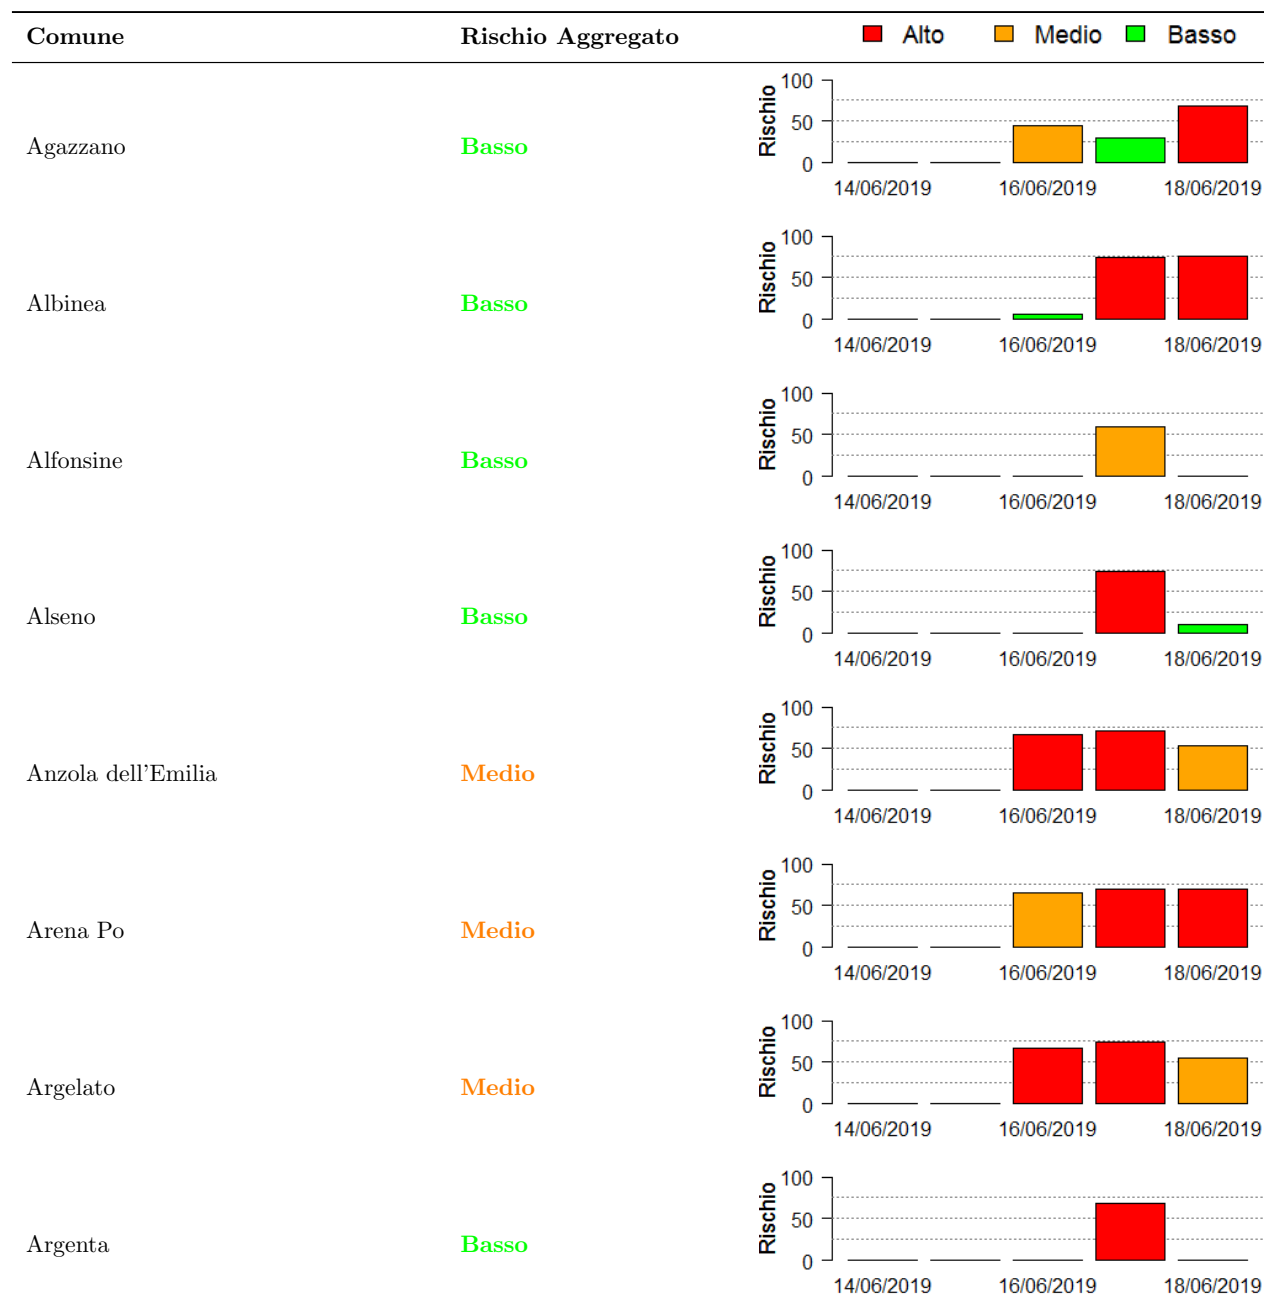 Comune Rischio Aggregato Alto Medio Basso
Rischio
100
50
0
Agazzano Basso
14/06/2019 16/06/2019 18/06/2019
Rischio
100
50
0
Albinea Basso
14/06/2019 16/06/2019 18/06/2019
Rischio
100
50
0
Alfonsine Basso
14/06/2019 16/06/2019 18/06/2019
Rischio
100
50
0
Alseno Basso
14/06/2019 16/06/2019 18/06/2019
Rischio
100
50
0
Anzola dell'Emilia Medio
14/06/2019 16/06/2019 18/06/2019
Rischio
100
50
0
Arena Po Medio
14/06/2019 16/06/2019 18/06/2019
Rischio
100
50
0
Argelato Medio
14/06/2019 16/06/2019 18/06/2019
Rischio
100
50
0
Argenta Basso
14/06/2019 16/06/2019 18/06/2019